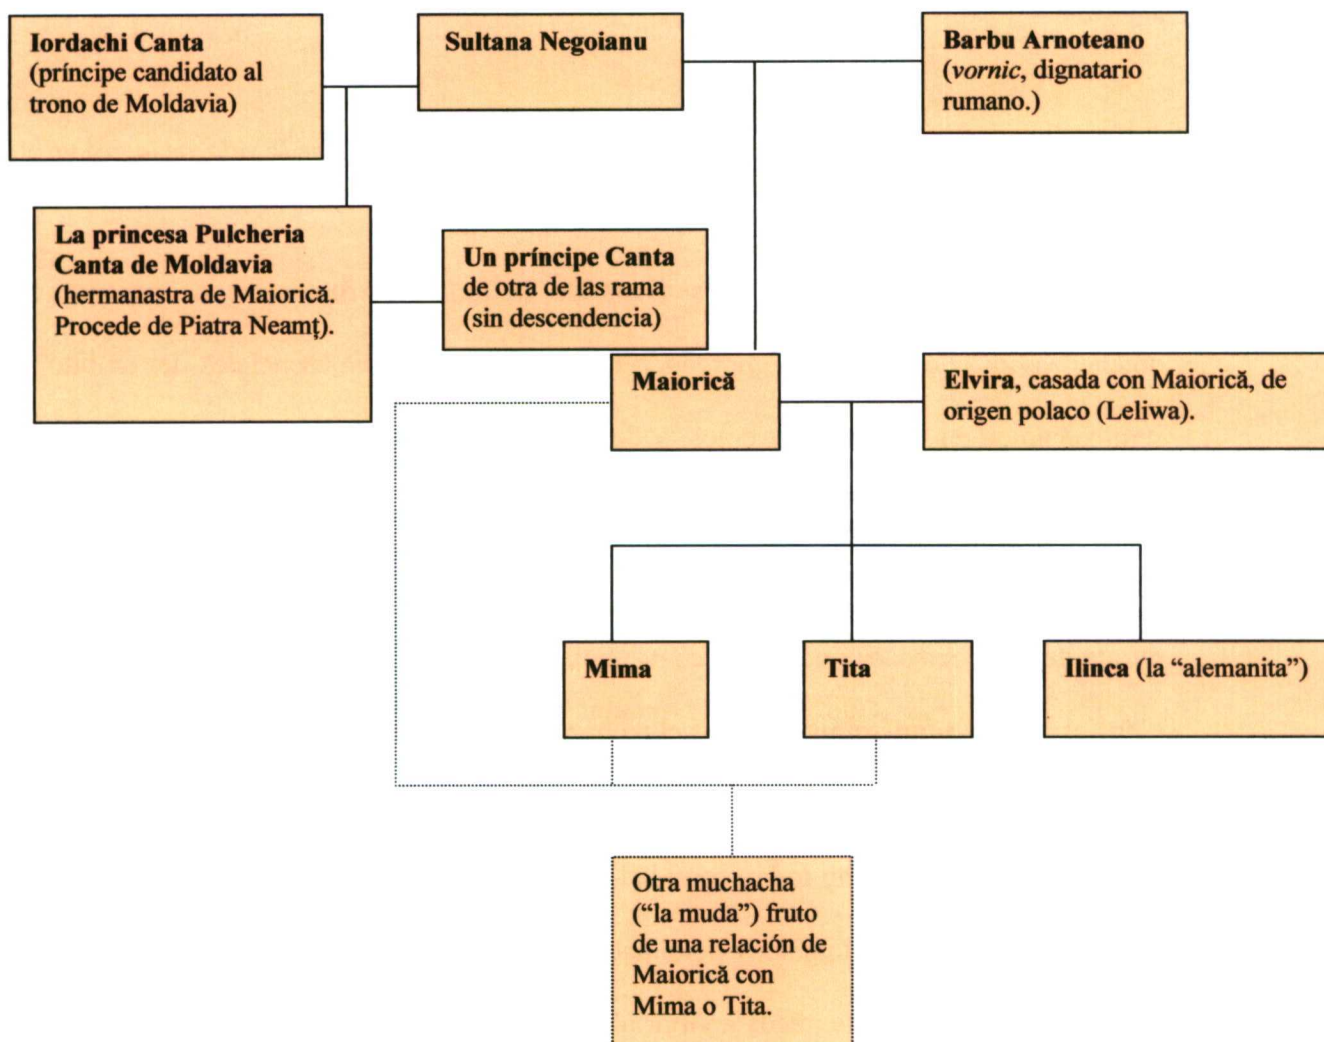 Iordachi Canta
(príncipe candidato al
trono de Moldavia)
Sultana Negoianu
Barbu Arnoteano
(vornic, dignatario
rumano.)
La princesa Pulcheria
Canta de Moldavia
(hermanastra de Maiorică.
Procede de Piatra Neamţ).
Un príncipe Canta
de otra de las rama
(sin descendencia)
Maiorică
Elvira, casada con Maiorică, de
origen polaco (Leliwa).
Mima
Tita
Ilinca (la “alemanita”)
Otra muchacha
(“la muda”) fruto
de una relación de
Maiorică con
Mima o Tita.